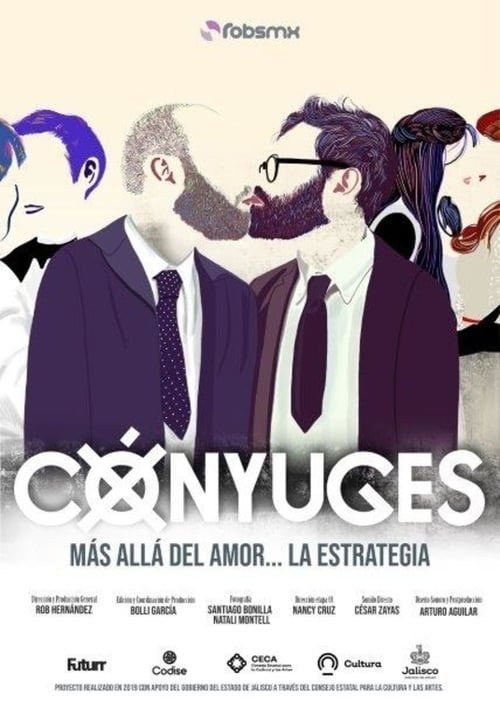 robsmx
CÓNYUGES
MÁS ALLÁ DEL AMOR... LA ESTRATEGIA
Dirección y Producción General
ROB HERNÁNDEZ
Edición y Coordinación de Producción
BOLLI GARCÍA
Fotografía
SANTIAGO BONILLA
NATALI MONTELL
Dirección etapa 01
NANCY CRUZ
Sonido Directo
CÉSAR ZAYAS
Diseño Sonoro y Postproducción
ARTURO AGUILAR
Futurr
Codise
CECA
Consejo Estatal para
la Cultura y las Artes
Cultura
Jalisco
PROYECTO REALIZADO EN 2019 CON APOYO DEL GOBIERNO DEL ESTADO DE JALISCO A TRAVÉS DEL CONSEJO ESTATAL PARA LA CULTURA Y LAS ARTES.